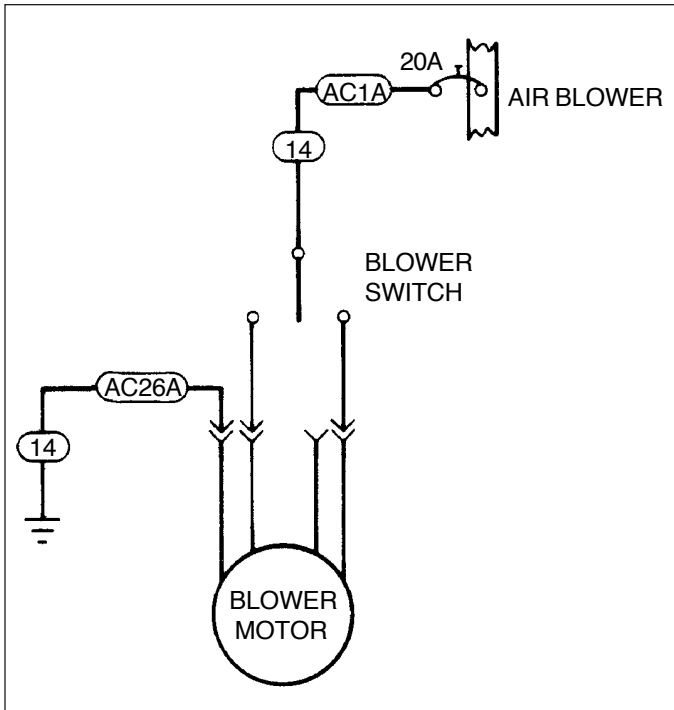 20A
AC1A
AIR BLOWER
14
BLOWER
SWITCH
AC26A
14
BLOWER
MOTOR